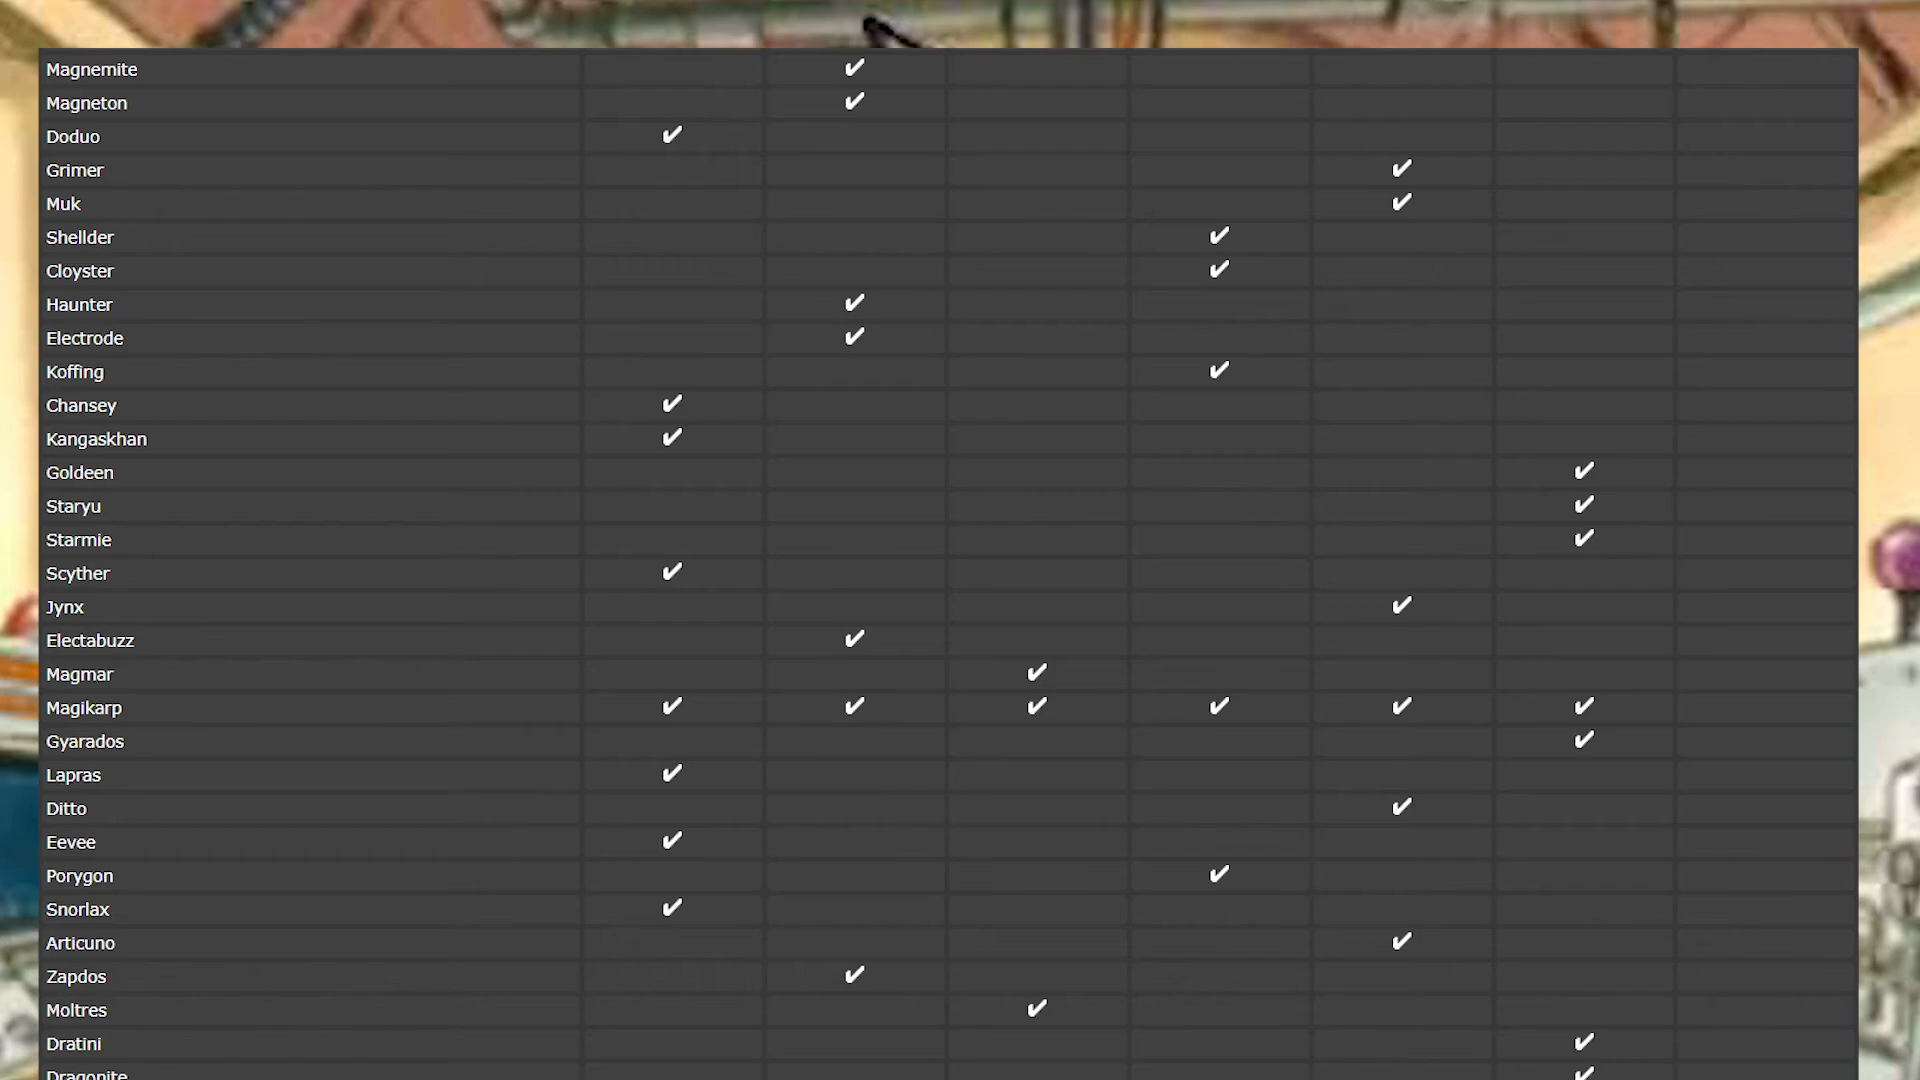 Magnemite ✔
Magneton ✔
Doduo ✔
Grimer ✔
Muk ✔
Shellder ✔
Cloyster ✔
Haunter ✔
Electrode ✔
Koffing ✔
Chansey ✔
Kangaskhan ✔
Goldeen ✔
Staryu ✔
Starmie ✔
Scyther ✔
Jynx ✔
Electabuzz ✔
Magmar ✔
Magikarp ✔ ✔ ✔ ✔ ✔ ✔
Gyarados ✔
Lapras ✔
Ditto ✔
Eevee ✔
Porygon ✔
Snorlax ✔
Articuno ✔
Zapdos ✔
Moltres ✔
Dratini ✔
Dragonite ✔